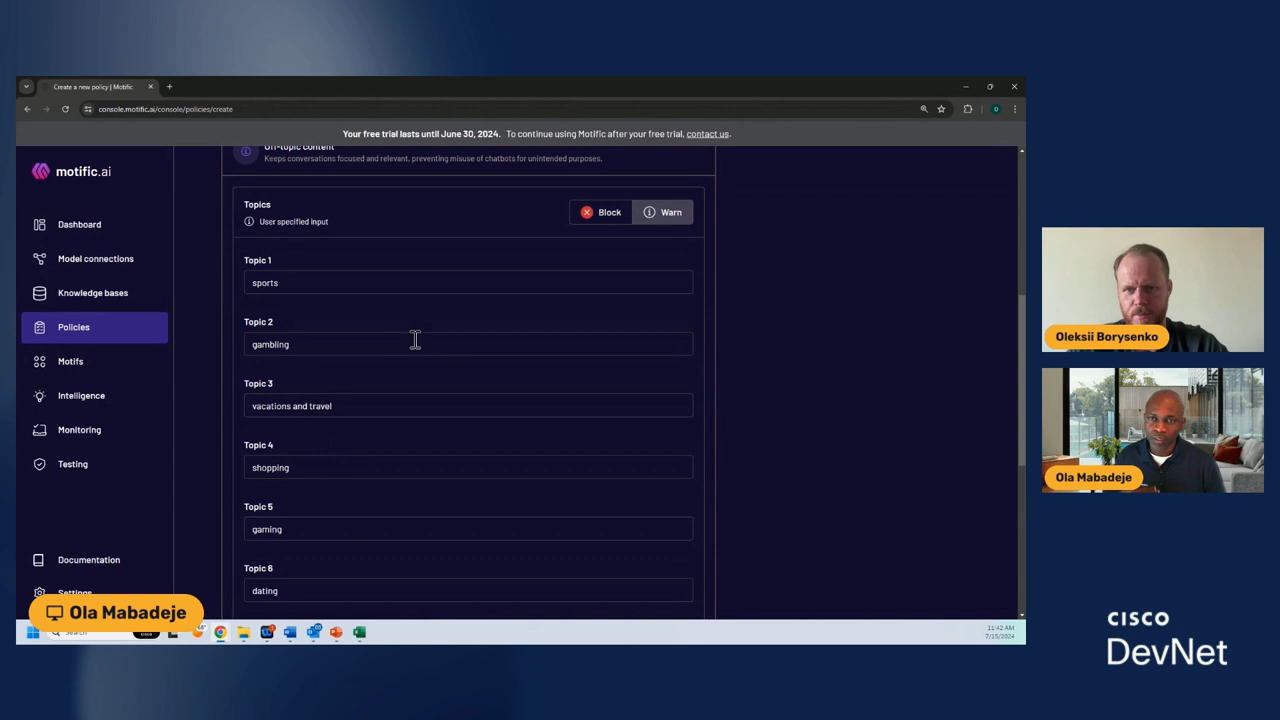 Create a new policy | Motific
console.motific.ai/console/policies/create
Your free trial lasts until June 30, 2024. To continue using Motific after your free trial, contact us.
motific.ai
Dashboard
Model connections
Knowledge bases
Policies
Motifs
Intelligence
Monitoring
Testing
Documentation
Settings
Off-topic content
Keeps conversations focused and relevant, preventing misuse of chatbots for unintended purposes.
Topics
User specified input
Block
Warn
Topic 1
sports
Topic 2
gambling
Topic 3
vacations and travel
Topic 4
shopping
Topic 5
gaming
Topic 6
dating
Ola Mabadeje
Search
11:42 AM
7/15/2024
Oleksii Borysenko
Ola Mabadeje
CISCO
DevNet